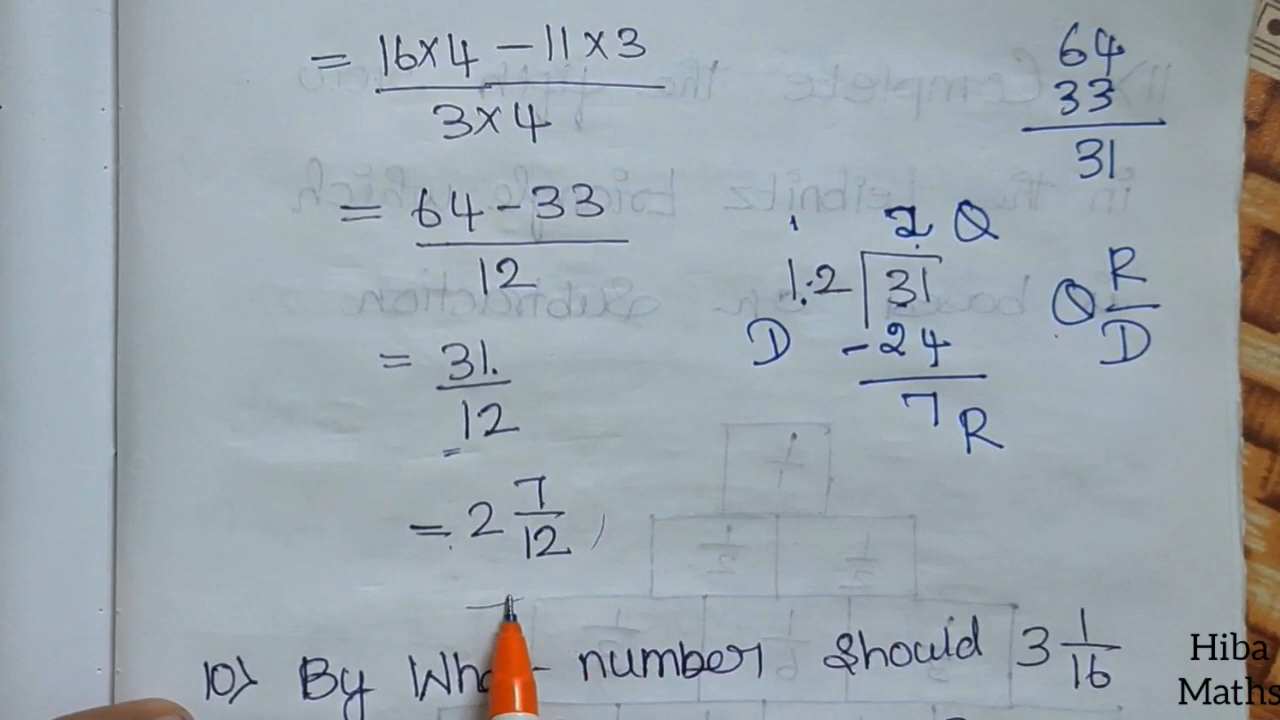 = (16×4 − 11×3)/(3×4)
= (64 − 33)/12
= 31/12
= 2 7/12
64
33
31
2 Q
12 31
D −24
7 R
Q R/D
10) By What number should 3 1/16
Hiba
Maths